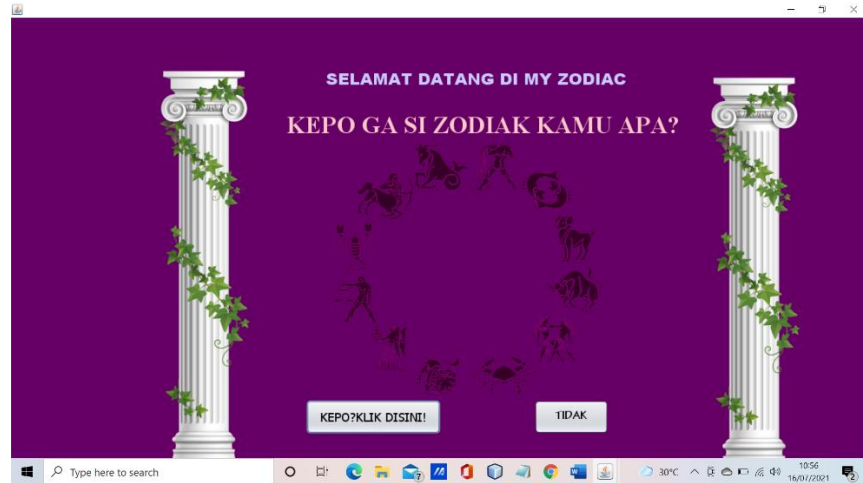 SELAMAT DATANG DI MY ZODIAC
KEPO GA SI ZODIAK KAMU APA?
KEPO?KLIK DISINI!
TIDAK
Type here to search
30°C
10:56
16/07/2021